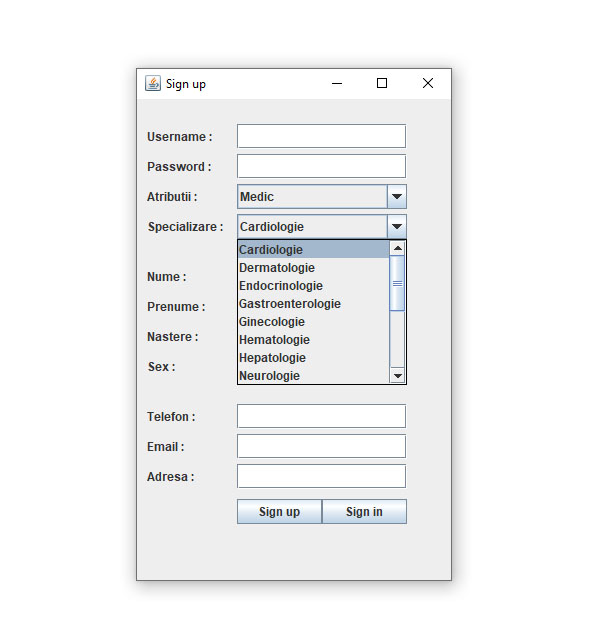 Sign up
Username :
Password :
Atributii : Medic
Specializare : Cardiologie
Cardiologie
Dermatologie
Endocrinologie
Nume :
Gastroenterologie
Prenume :
Ginecologie
Nastere :
Hematologie
Hepatologie
Sex :
Neurologie
Telefon :
Email :
Adresa :
Sign up Sign in